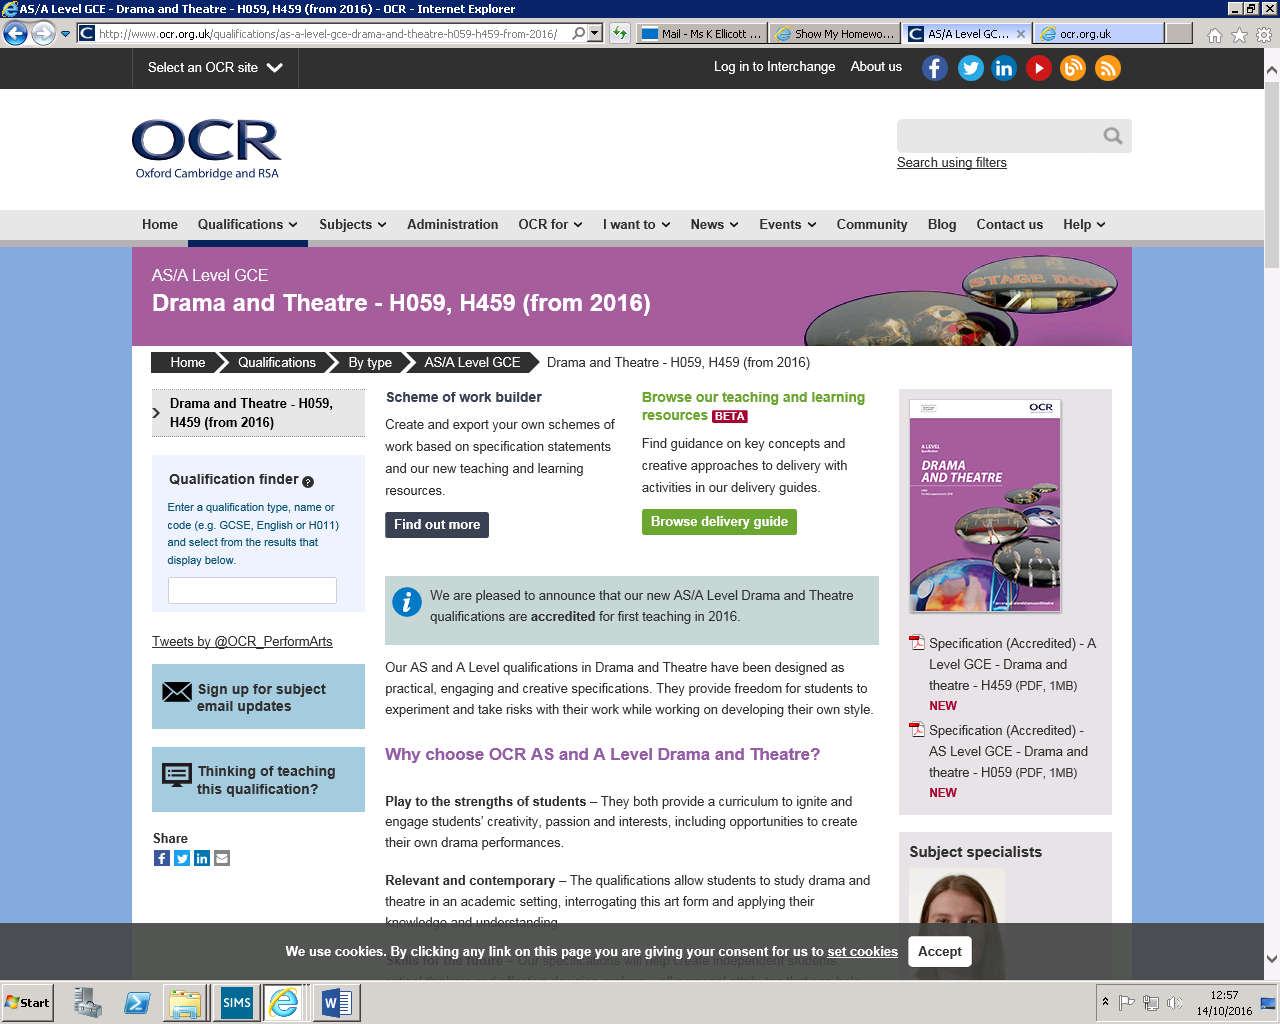 AS/A Level GCE - Drama and Theatre - H059, H459 (from 2016) - OCR - Internet Explorer
http://www.ocr.org.uk/qualifications/as-a-level-gce-drama-and-theatre-h059-h459-from-2016/
Mail - Ms K Ellicott ...
Show My Homewo...
AS/A Level GC...
ocr.org.uk
Select an OCR site
Log in to Interchange
About us
OCR
Oxford Cambridge and RSA
Search using filters
Home
Qualifications
Subjects
Administration
OCR for
I want to
News
Events
Community
Blog
Contact us
Help
AS/A Level GCE
Drama and Theatre - H059, H459 (from 2016)
STAGE DOOR
Home
Qualifications
By type
AS/A Level GCE
Drama and Theatre - H059, H459 (from 2016)
Drama and Theatre - H059,
H459 (from 2016)
Qualification finder ?
Enter a qualification type, name or
code (e.g. GCSE, English or H011)
and select from the results that
display below.
Tweets by @OCR_PerformArts
Sign up for subject
email updates
Thinking of teaching
this qualification?
Share
Scheme of work builder
Create and export your own schemes of
work based on specification statements
and our new teaching and learning
resources.
Find out more
Browse our teaching and learning
resources BETA
Find guidance on key concepts and
creative approaches to delivery with
activities in our delivery guides.
Browse delivery guide
We are pleased to announce that our new AS/A Level Drama and Theatre
qualifications are accredited for first teaching in 2016.
Our AS and A Level qualifications in Drama and Theatre have been designed as
practical, engaging and creative specifications. They provide freedom for students to
experiment and take risks with their work while working on developing their own style.
Why choose OCR AS and A Level Drama and Theatre?
Play to the strengths of students – They both provide a curriculum to ignite and
engage students' creativity, passion and interests, including opportunities to create
their own drama performances.
Relevant and contemporary – The qualifications allow students to study drama and
theatre in an academic setting, interrogating this art form and applying their
knowledge and understanding.
Skills for the future – Our specifications will help create independent students,
OCR
A LEVEL
Specification
DRAMA
AND THEATRE
Specification (Accredited) - A
Level GCE - Drama and
theatre - H459 (PDF, 1MB)
NEW
Specification (Accredited) -
AS Level GCE - Drama and
theatre - H059 (PDF, 1MB)
NEW
Subject specialists
We use cookies. By clicking any link on this page you are giving your consent for us to set cookies
Accept
Start
SIMS
12:57
14/10/2016